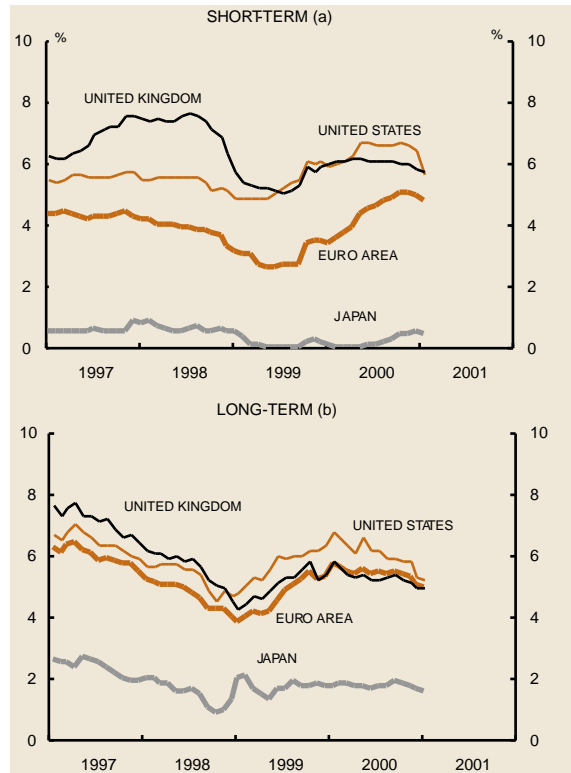 SHORT-TERM (a)
% %
10 10
UNITED KINGDOM
8 8
UNITED STATES
6 6
4 4
EURO AREA
2 2
JAPAN
0 0
1997 1998 1999 2000 2001
LONG-TERM (b)
10 10
8 8
UNITED KINGDOM
UNITED STATES
6 6
4 4
EURO AREA
JAPAN
2 2
0 0
1997 1998 1999 2000 2001